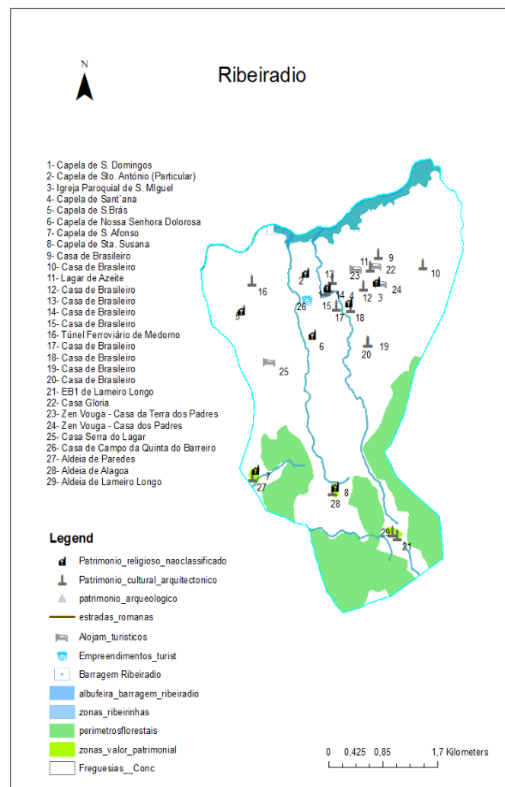 N
Ribeiradio
1- Capela de S. Domingos
2- Capela de Sto. António (Particular)
3- Igreja Paroquial de S. MIguel
4- Capela de Sant'ana
5- Capela de S.Brás
6- Capela de Nossa Senhora Dolorosa
7- Capela de S. Afonso
8- Capela de Sta. Susana
9- Casa de Brasileiro
10- Casa de Brasileiro
11- Lagar de Azeite
12- Casa de Brasileiro
13- Casa de Brasileiro
14- Casa de Brasileiro
15- Casa de Brasileiro
16- Túnel Ferroviário de Medorno
17- Casa de Brasileiro
18- Casa de Brasileiro
19- Casa de Brasileiro
20- Casa de Brasileiro
21- EB1 de Lameiro Longo
22- Casa Gloria
23- Zen Vouga - Casa da Terra dos Padres
24- Zen Vouga - Casa dos Padres
25- Casa Serra do Lagar
26- Casa de Campo da Quinta do Barreiro
27- Aldeia de Paredes
28- Aldeia de Alagoa
29- Aldeia de Lameiro Longo
9
11 22 10
2 13 23
16 14 12 3 24
26 15 4
5 17 18
6 20 19
25
7
27 8
28
29
21
Legend
Patrimonio_religioso_naoclassificado
Patrimonio_cultural_arquitectonico
patrimonio_arqueologico
estradas_romanas
Alojam_turisticos
Empreendimentos_turist
Barragem Ribeiradio
albufeira_barragem_ribeiradio
zonas_ribeirinhas
perimetrosflorestais
zonas_valor_patrimonial
Freguesias__Conc
0 0,425 0,85 1,7 Kilometers